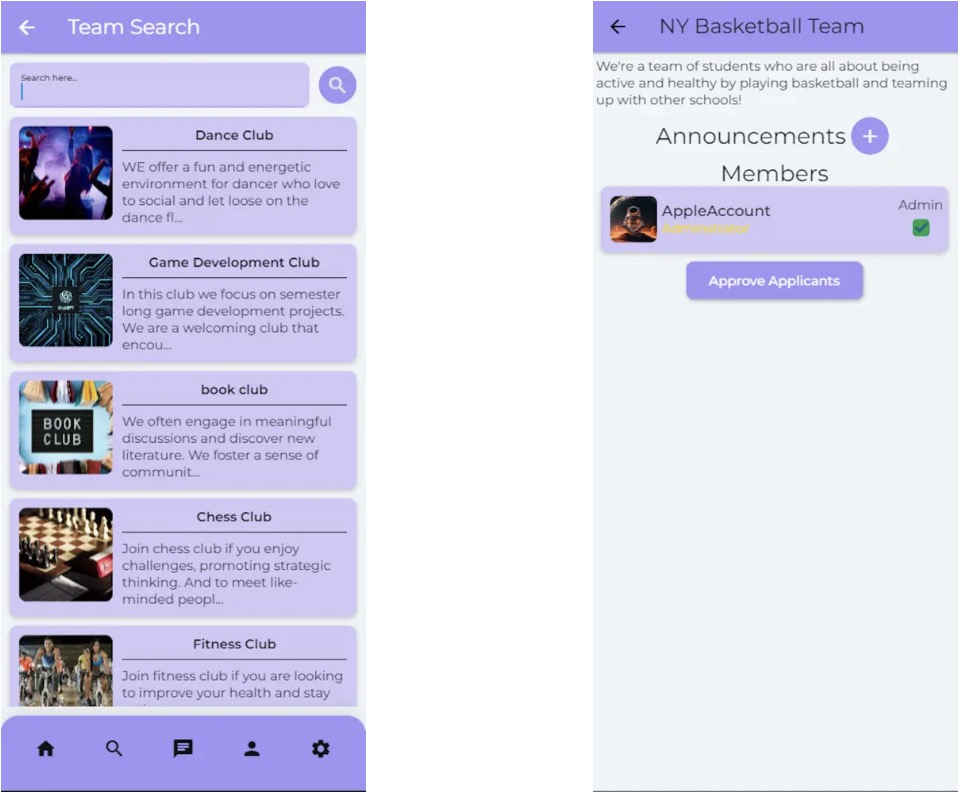 Team Search
Search here...
Dance Club
WE offer a fun and energetic
environment for dancer who love
to social and let loose on the
dance fl...
Game Development Club
In this club we focus on semester
long game development projects.
We are a welcoming club that
encou...
BOOK
CLUB
book club
We often engage in meaningful
discussions and discover new
literature. We foster a sense of
communit...
Chess Club
Join chess club if you enjoy
challenges, promoting strategic
thinking. And to meet like-
minded peopl...
Fitness Club
Join fitness club if you are looking
to improve your health and stay
NY Basketball Team
We're a team of students who are all about being
active and healthy by playing basketball and teaming
up with other schools!
Announcements +
Members
AppleAccount
Administrator
Admin
Approve Applicants